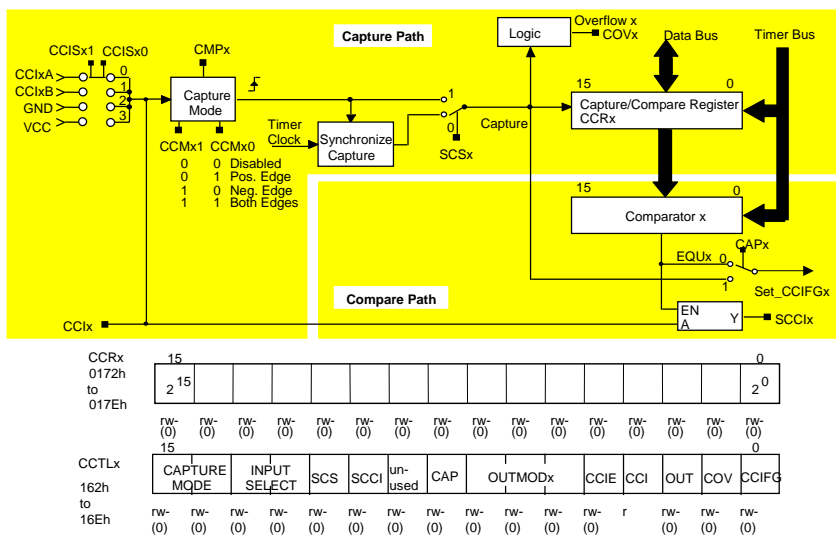 CCISx1 CCISx0
CCIxA
CCIxB
GND
VCC
0
1
2
3
CMPx
Capture
Mode
CCMx1 CCMx0
0 0 Disabled
0 1 Pos. Edge
1 0 Neg. Edge
1 1 Both Edges
Capture Path
Timer
Clock
Synchronize
Capture
1
0
SCSx
Capture
Logic
Overflow x
COVx
Data Bus
Timer Bus
15 0
Capture/Compare Register
CCRx
15 0
Comparator x
EQUx
0
1
CAPx
Set_CCIFGx
Compare Path
CCIx
EN
A
Y
SCCIx
CCRx
0172h
to
017Eh
15 0
2 15
2 0
rw- rw- rw- rw- rw- rw- rw- rw- rw- rw- rw- rw- rw- rw- rw- rw-
(0) (0) (0) (0) (0) (0) (0) (0) (0) (0) (0) (0) (0) (0) (0) (0)
15 0
CCTLx
162h
to
16Eh
CAPTURE
MODE
INPUT
SELECT
SCS
SCCI
un-
used
CAP
OUTMODx
CCIE
CCI
OUT
COV
CCIFG
rw- rw- rw- rw- rw- rw- rw- rw- rw- rw- rw- rw- r rw- rw- rw-
(0) (0) (0) (0) (0) (0) (0) (0) (0) (0) (0) (0) (0) (0) (0)